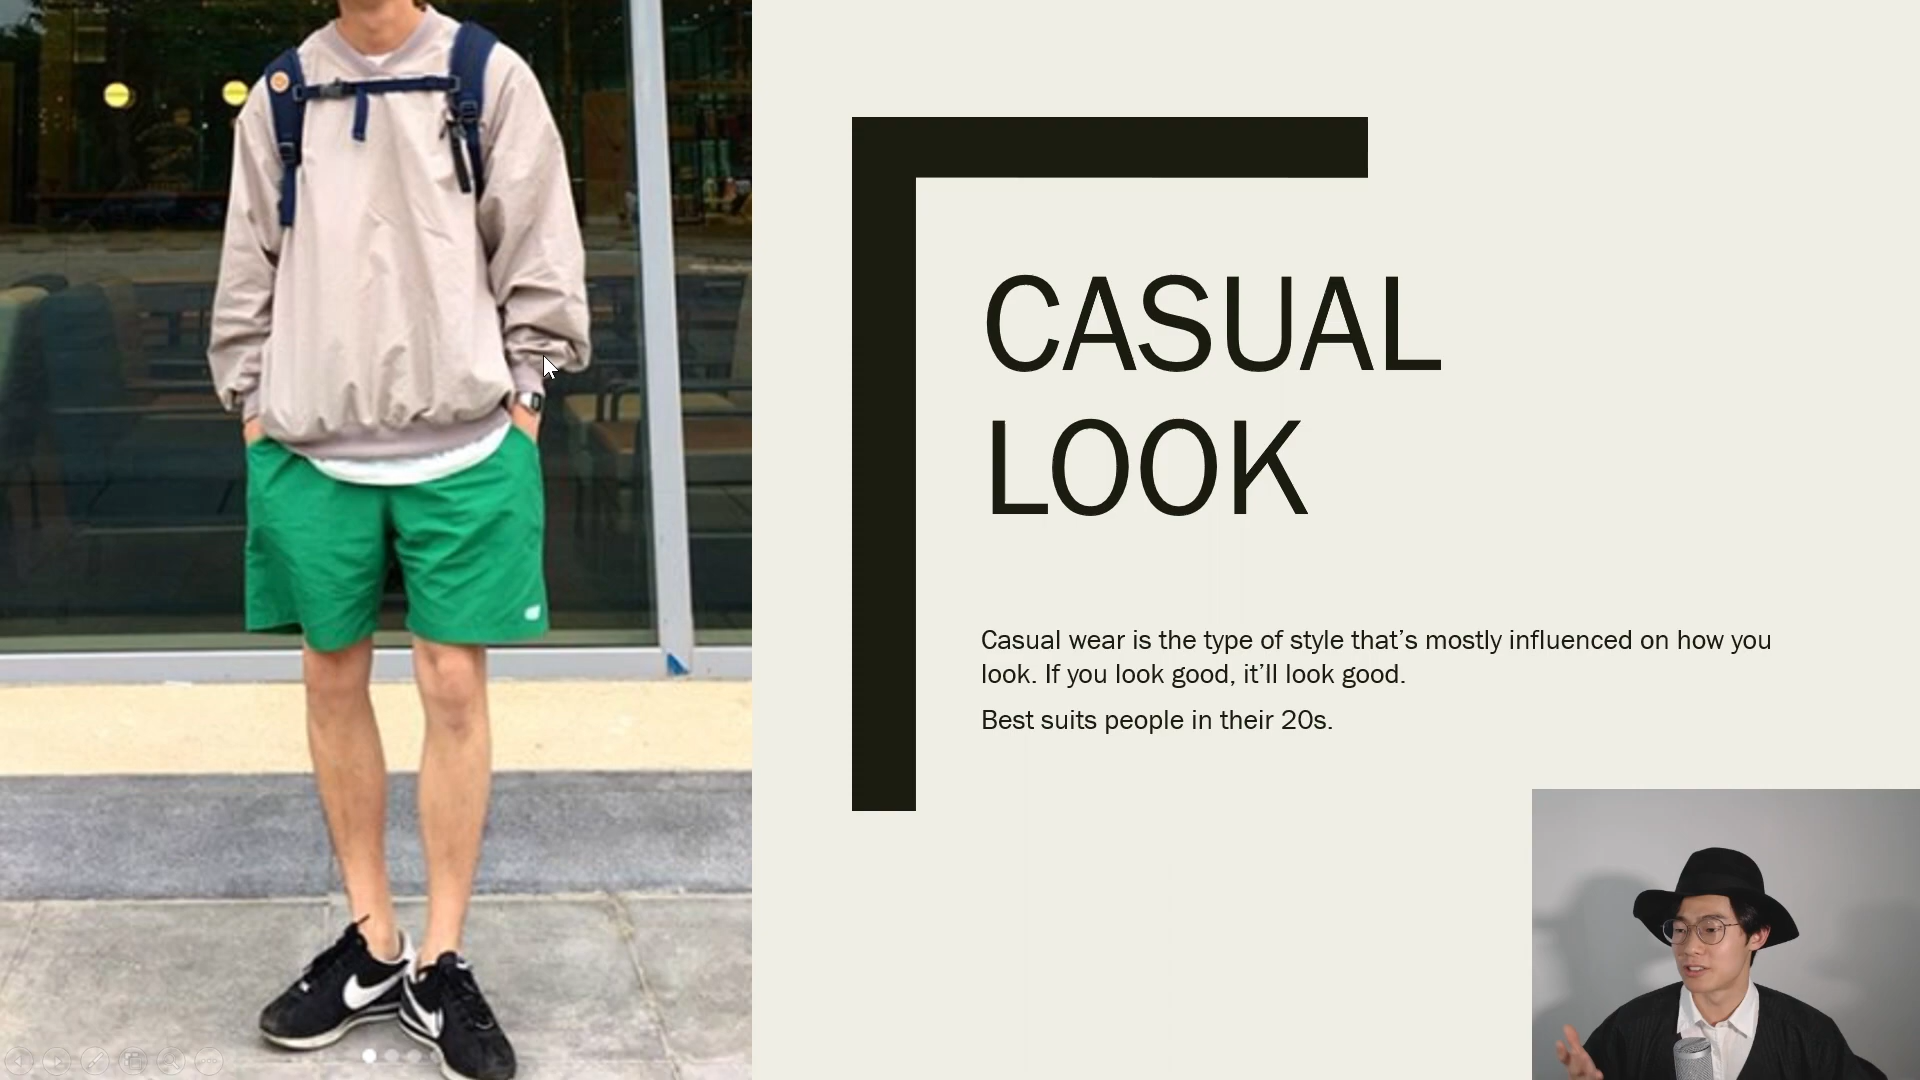 CASUAL
LOOK
Casual wear is the type of style that’s mostly influenced on how you
look. If you look good, it’ll look good.
Best suits people in their 20s.